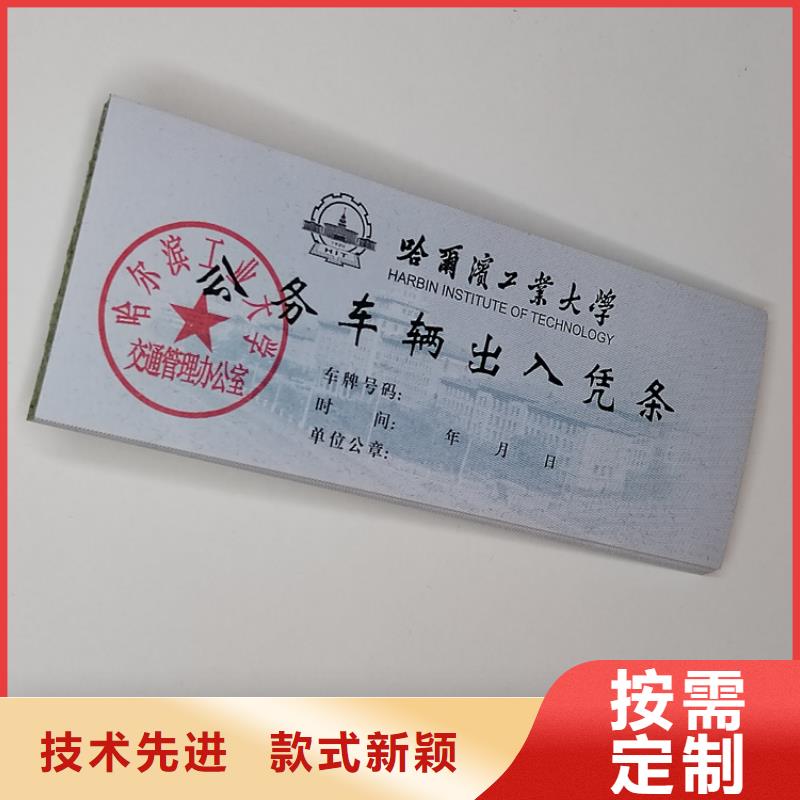 HIT
哈爾濱工業大學
HARBIN INSTITUTE OF TECHNOLOGY
公务车辆出入凭条
哈尔滨工业大学
交通管理办公室
车牌号码:
时 间: 年 月 日
单位公章:
技术先进 款式新颖
按需
定制